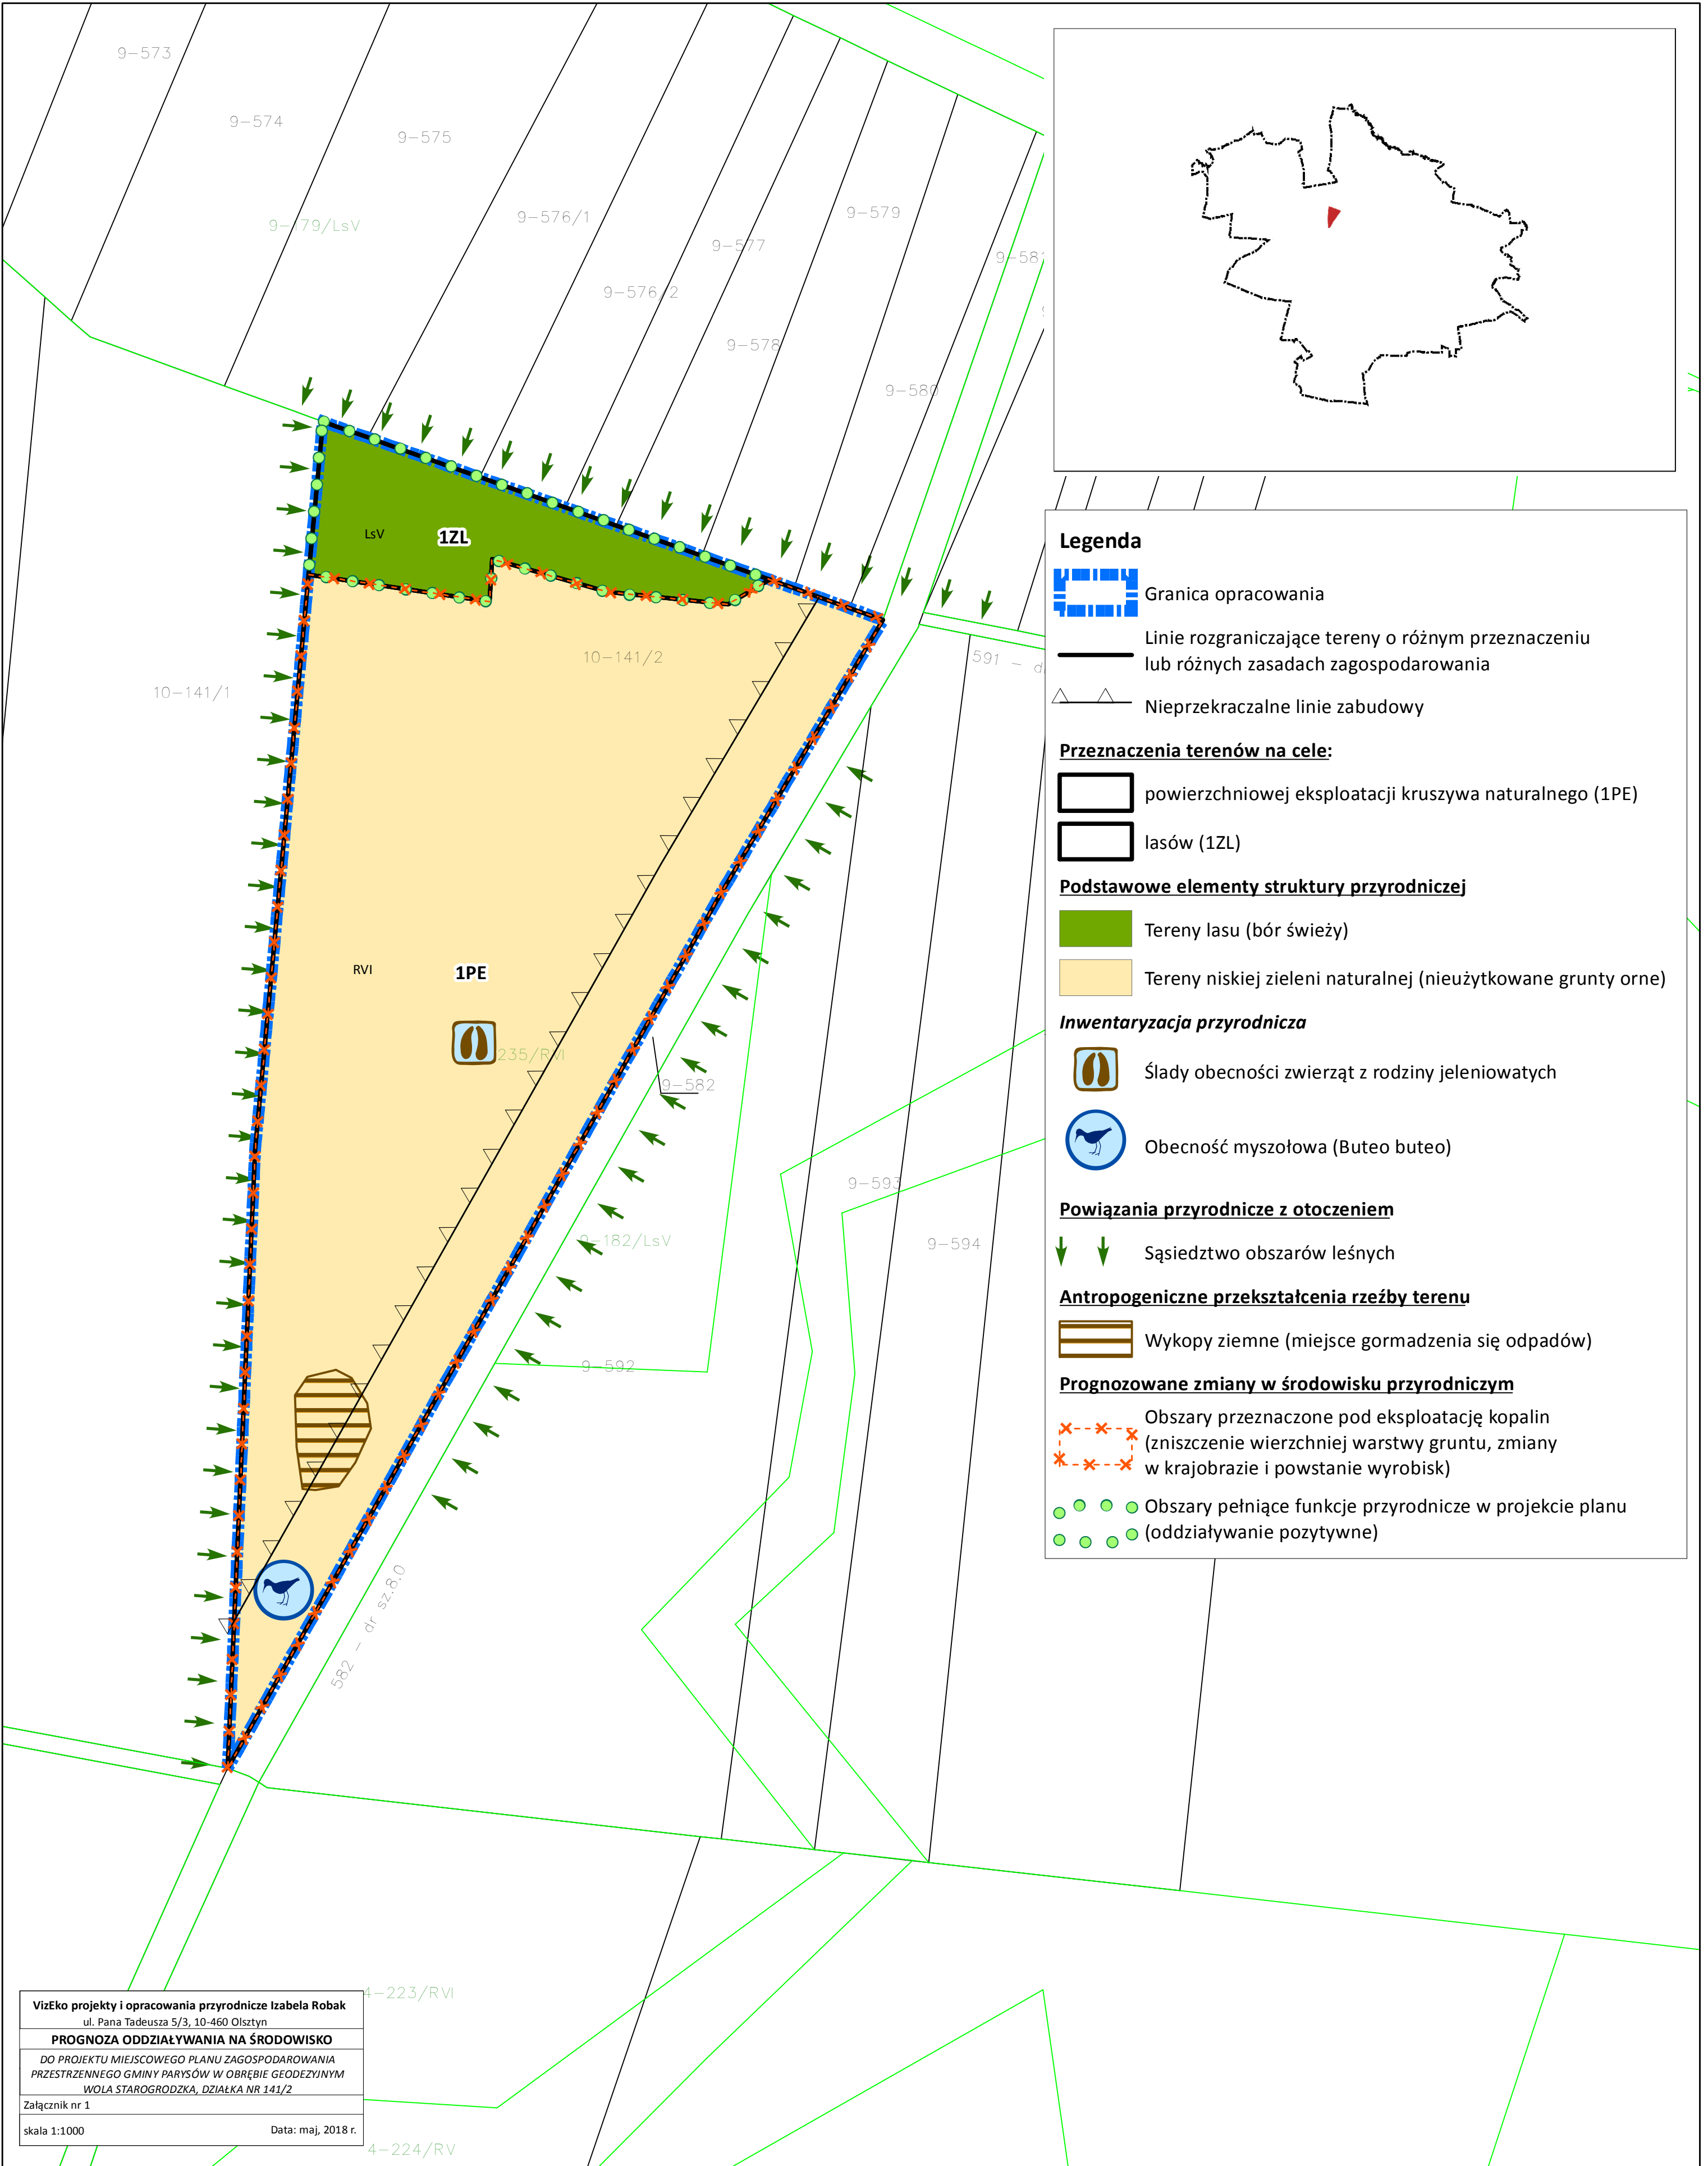 9-573
9-574
9-575
9-179/LsV
9-576/1
9-577
9-579
9-576/2
9-578
9-580
LsV
1ZL
10-141/2
10-141/1
RVI
1PE
235/RVI
9-582
9-593
9-182/LsV
9-594
9-592
582 - dr sz.8.0
591 - d
4-223/RVI
4-224/RV
Legenda
Granica opracowania
Linie rozgraniczające tereny o różnym przeznaczeniu
lub różnych zasadach zagospodarowania
Nieprzekraczalne linie zabudowy
Przeznaczenia terenów na cele:
powierzchniowej eksploatacji kruszywa naturalnego (1PE)
lasów (1ZL)
Podstawowe elementy struktury przyrodniczej
Tereny lasu (bór świeży)
Tereny niskiej zieleni naturalnej (nieużytkowane grunty orne)
Inwentaryzacja przyrodnicza
Ślady obecności zwierząt z rodziny jeleniowatych
Obecność myszołowa (Buteo buteo)
Powiązania przyrodnicze z otoczeniem
Sąsiedztwo obszarów leśnych
Antropogeniczne przekształcenia rzeźby terenu
Wykopy ziemne (miejsce gormadzenia się odpadów)
Prognozowane zmiany w środowisku przyrodniczym
Obszary przeznaczone pod eksploatację kopalin
(zniszczenie wierzchniej warstwy gruntu, zmiany
w krajobrazie i powstanie wyrobisk)
Obszary pełniące funkcje przyrodnicze w projekcie planu
(oddziaływanie pozytywne)
VizEko projekty i opracowania przyrodnicze Izabela Robak
ul. Pana Tadeusza 5/3, 10-460 Olsztyn
PROGNOZA ODDZIAŁYWANIA NA ŚRODOWISKO
DO PROJEKTU MIEJSCOWEGO PLANU ZAGOSPODAROWANIA
PRZESTRZENNEGO GMINY PARYSÓW W OBRĘBIE GEODEZYJNYM
WOLA STAROGRODZKA, DZIAŁKA NR 141/2
Załącznik nr 1
skala 1:1000
Data: maj, 2018 r.